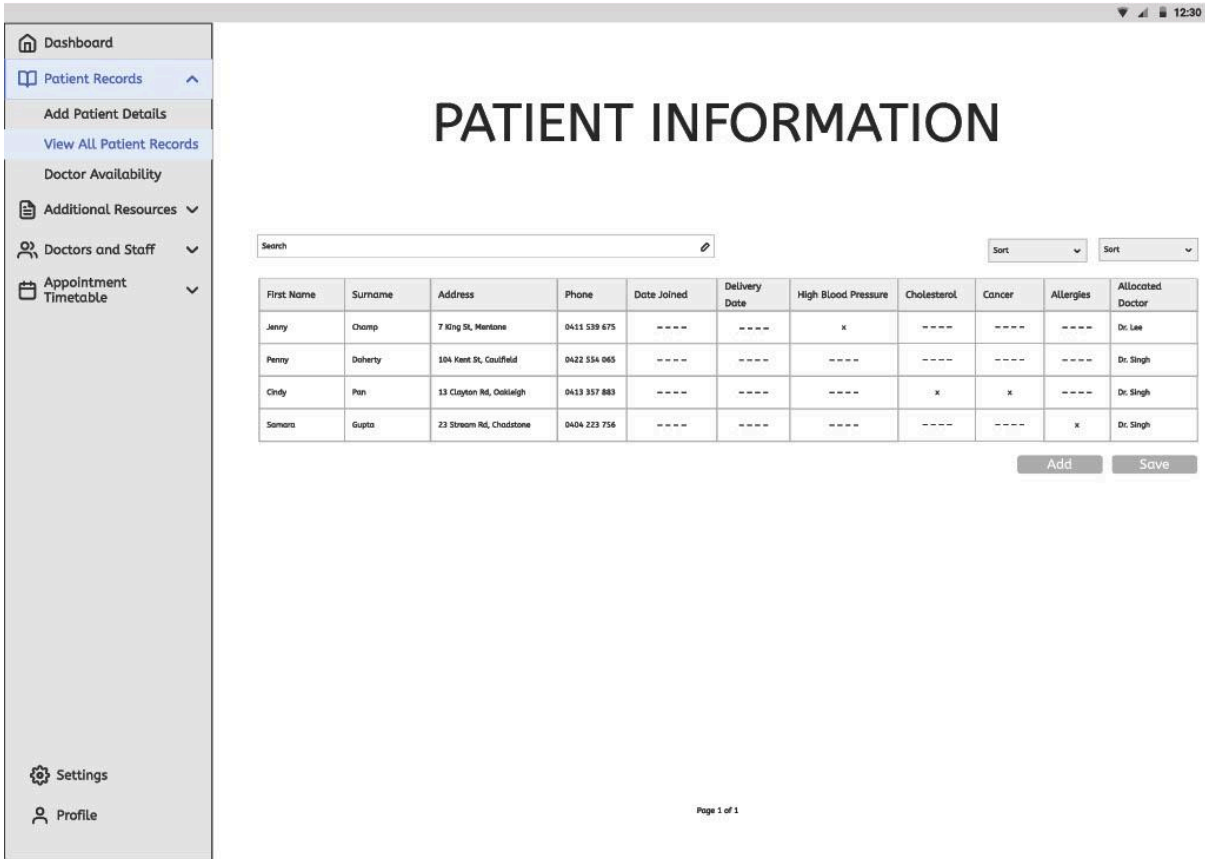 12:30
Dashboard
Patient Records
Add Patient Details
View All Patient Records
Doctor Availability
Additional Resources
Doctors and Staff
Appointment
Timetable
Settings
Profile
PATIENT INFORMATION
Search
Sort Sort
First Name Surname Address Phone Date Joined Delivery Date High Blood Pressure Cholesterol Cancer Allergies Allocated Doctor
Jenny Champ 7 King St, Mentone 0411 539 675 ---- ---- x ---- ---- ---- Dr. Lee
Penny Doherty 104 Kent St, Caulfield 0422 554 065 ---- ---- ---- ---- ---- ---- Dr. Singh
Cindy Pan 13 Clayton Rd, Oakleigh 0413 357 883 ---- ---- ---- x x ---- Dr. Singh
Samara Gupta 23 Stream Rd, Chadstone 0404 223 756 ---- ---- ---- ---- ---- x Dr. Singh
Add Save
Page 1 of 1